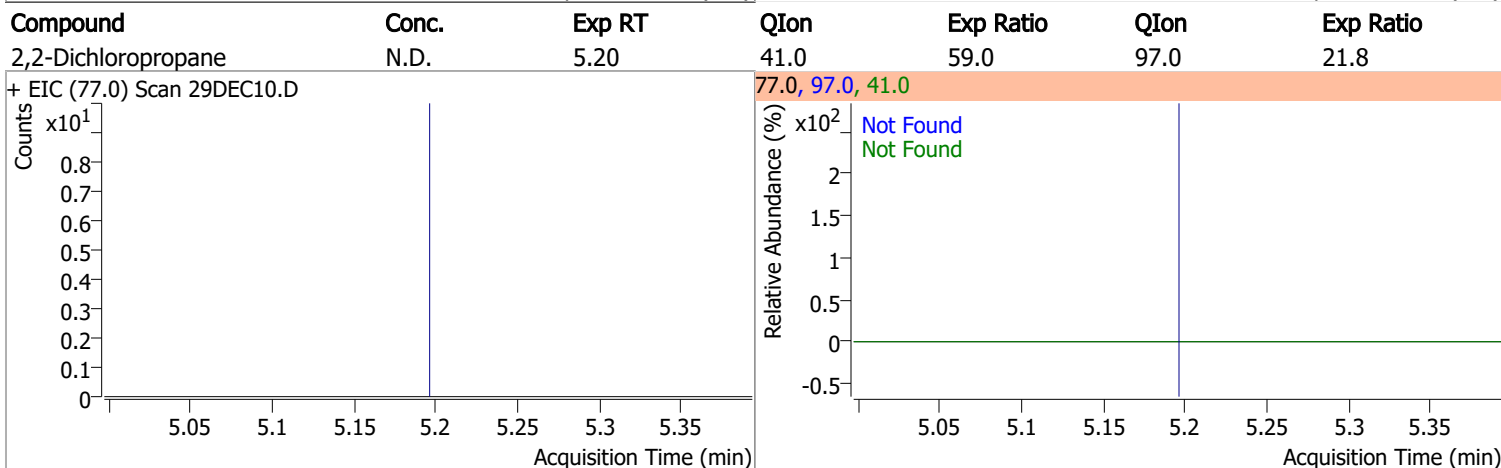 Compound Conc. Exp RT QIon Exp Ratio QIon Exp Ratio
2,2-Dichloropropane N.D. 5.20 41.0 59.0 97.0 21.8
+ EIC (77.0) Scan 29DEC10.D
Counts
x10¹
0.8
0.7
0.6
0.5
0.4
0.3
0.2
0.1
0
5.05 5.1 5.15 5.2 5.25 5.3 5.35
Acquisition Time (min)
77.0, 97.0, 41.0
Relative Abundance (%)
x10²
Not Found
Not Found
2
1.5
1
0.5
0
-0.5
5.05 5.1 5.15 5.2 5.25 5.3 5.35
Acquisition Time (min)